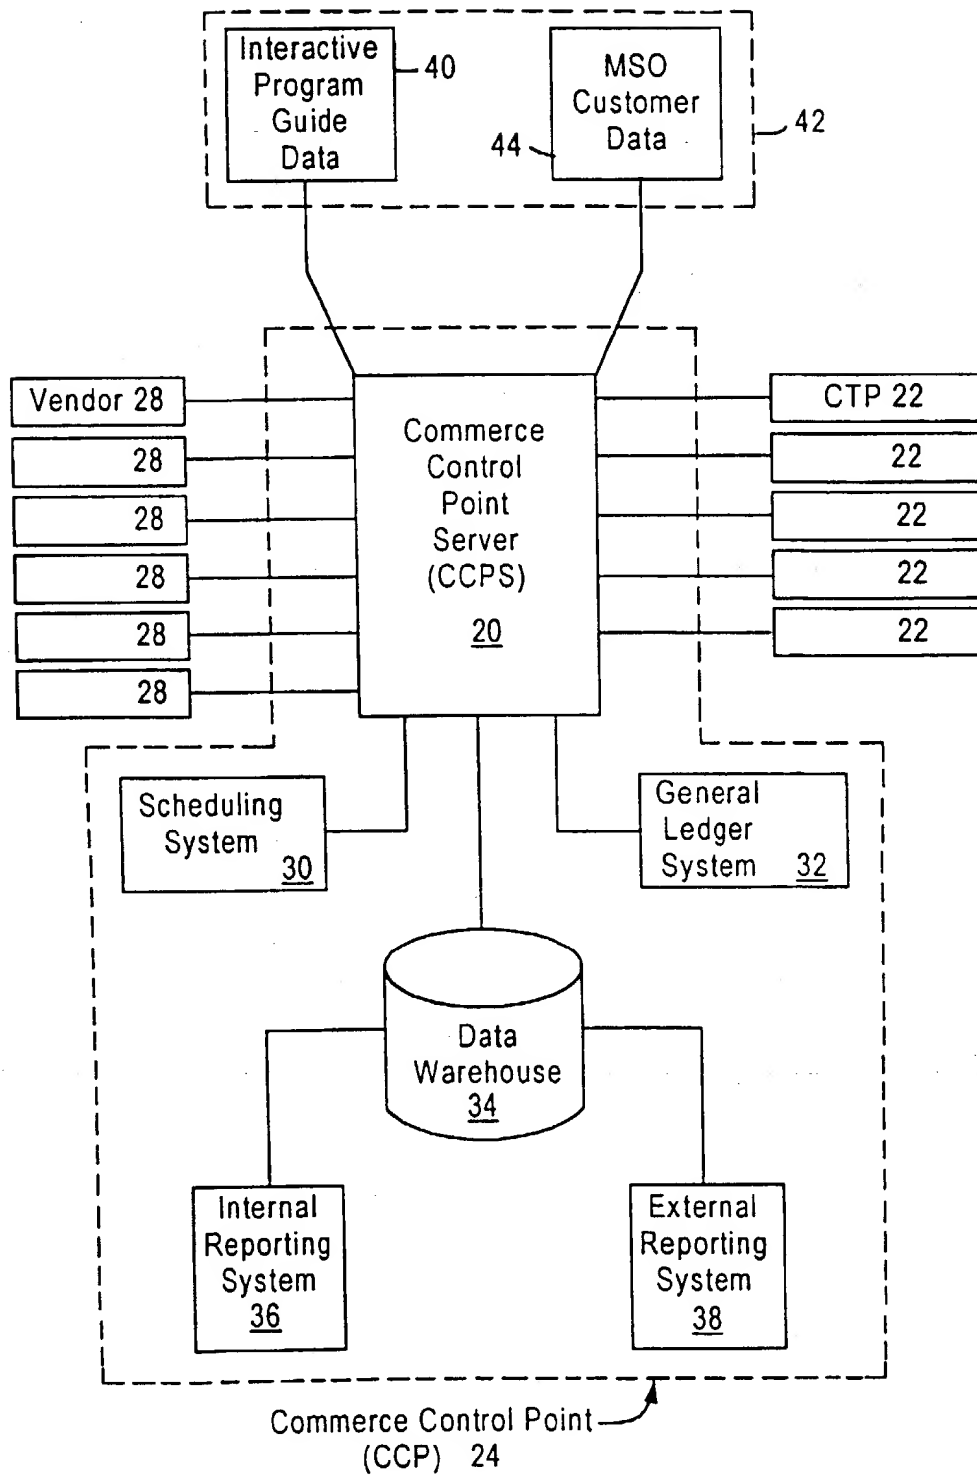 Interactive
Program
Guide
Data
40
MSO
Customer
Data
44
42
Vendor 28
28
28
28
28
28
Commerce
Control
Point
Server
(CCPS)
20
CTP 22
22
22
22
22
Scheduling
System
30
General
Ledger
System 32
Data
Warehouse
34
Internal
Reporting
System
36
External
Reporting
System
38
Commerce Control Point
(CCP) 24